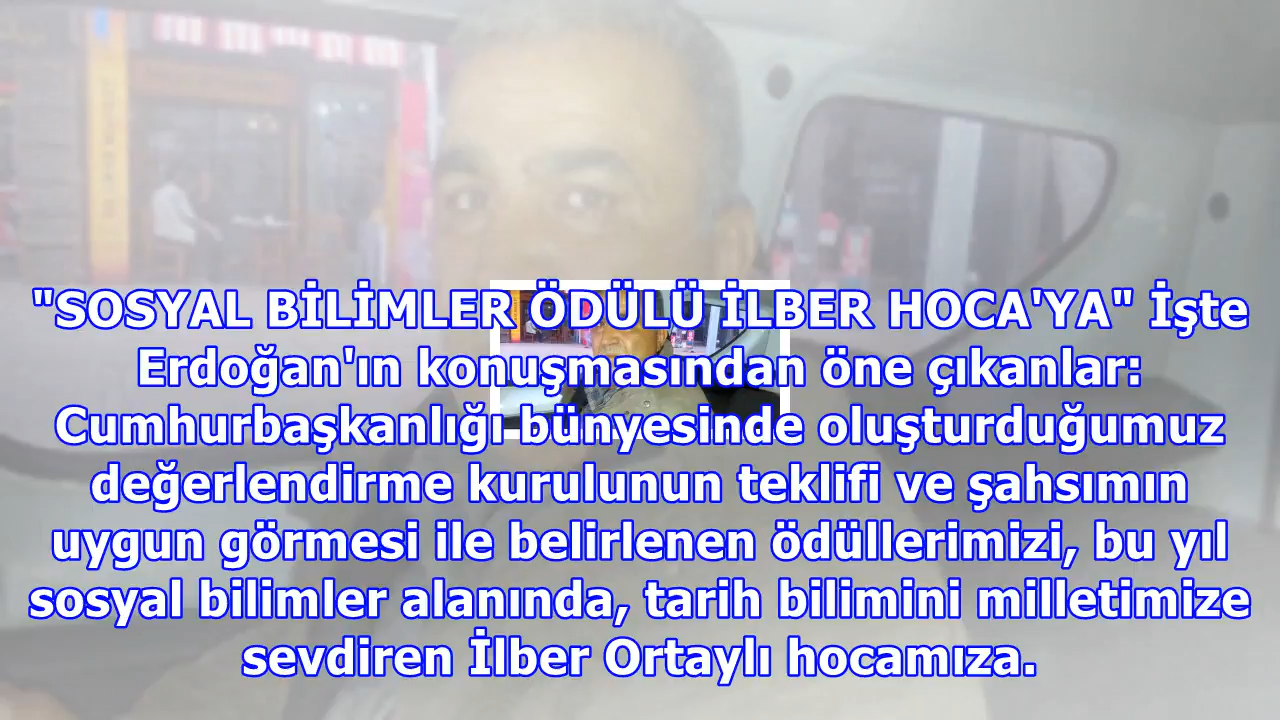 "SOSYAL BİLİMLER ÖDÜLÜ İLBER HOCA'YA" İşte
Erdoğan'ın konuşmasından öne çıkanlar:
Cumhurbaşkanlığı bünyesinde oluşturduğumuz
değerlendirme kurulunun teklifi ve şahsımın
uygun görmesi ile belirlenen ödüllerimizi, bu yıl
sosyal bilimler alanında, tarih bilimini milletimize
sevdiren İlber Ortaylı hocamıza.